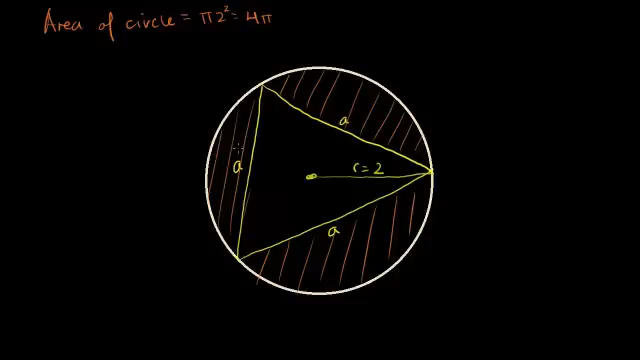 Area of circle = π2² = 4π
a
a
r = 2
a